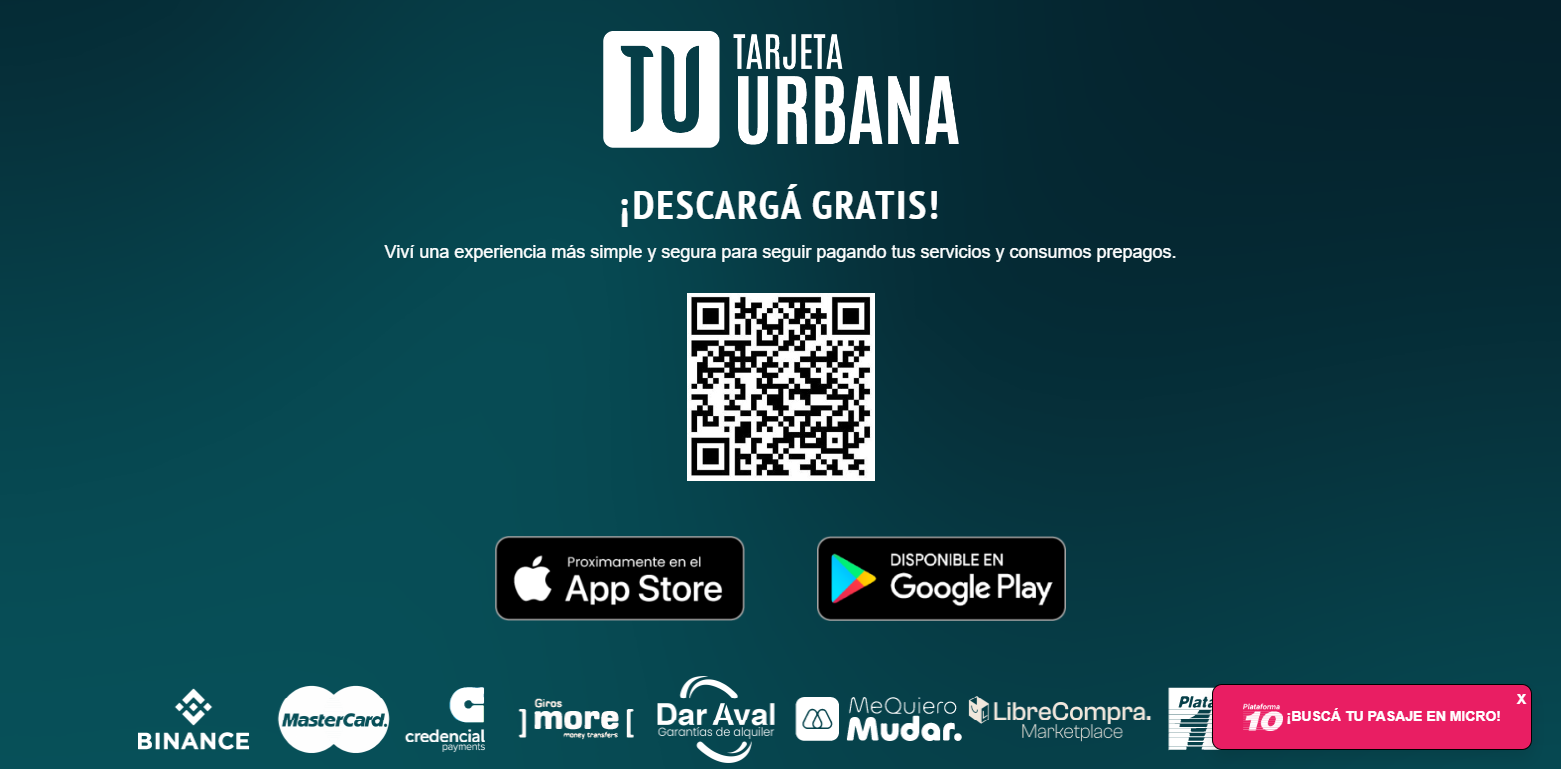 TU TARJETA
URBANA
¡DESCARGÁ GRATIS!
Viví una experiencia más simple y segura para seguir pagando tus servicios y consumos prepagos.
Proximamente en el
App Store
DISPONIBLE EN
Google Play
BINANCE
MasterCard.
credencial
payments
Giros
]more[
money transfers
Dar Aval
Garantías de alquiler
MeQuiero
Mudar.
LibreCompra.
Marketplace
Plata
Plataforma
10
¡BUSCÁ TU PASAJE EN MICRO!
X